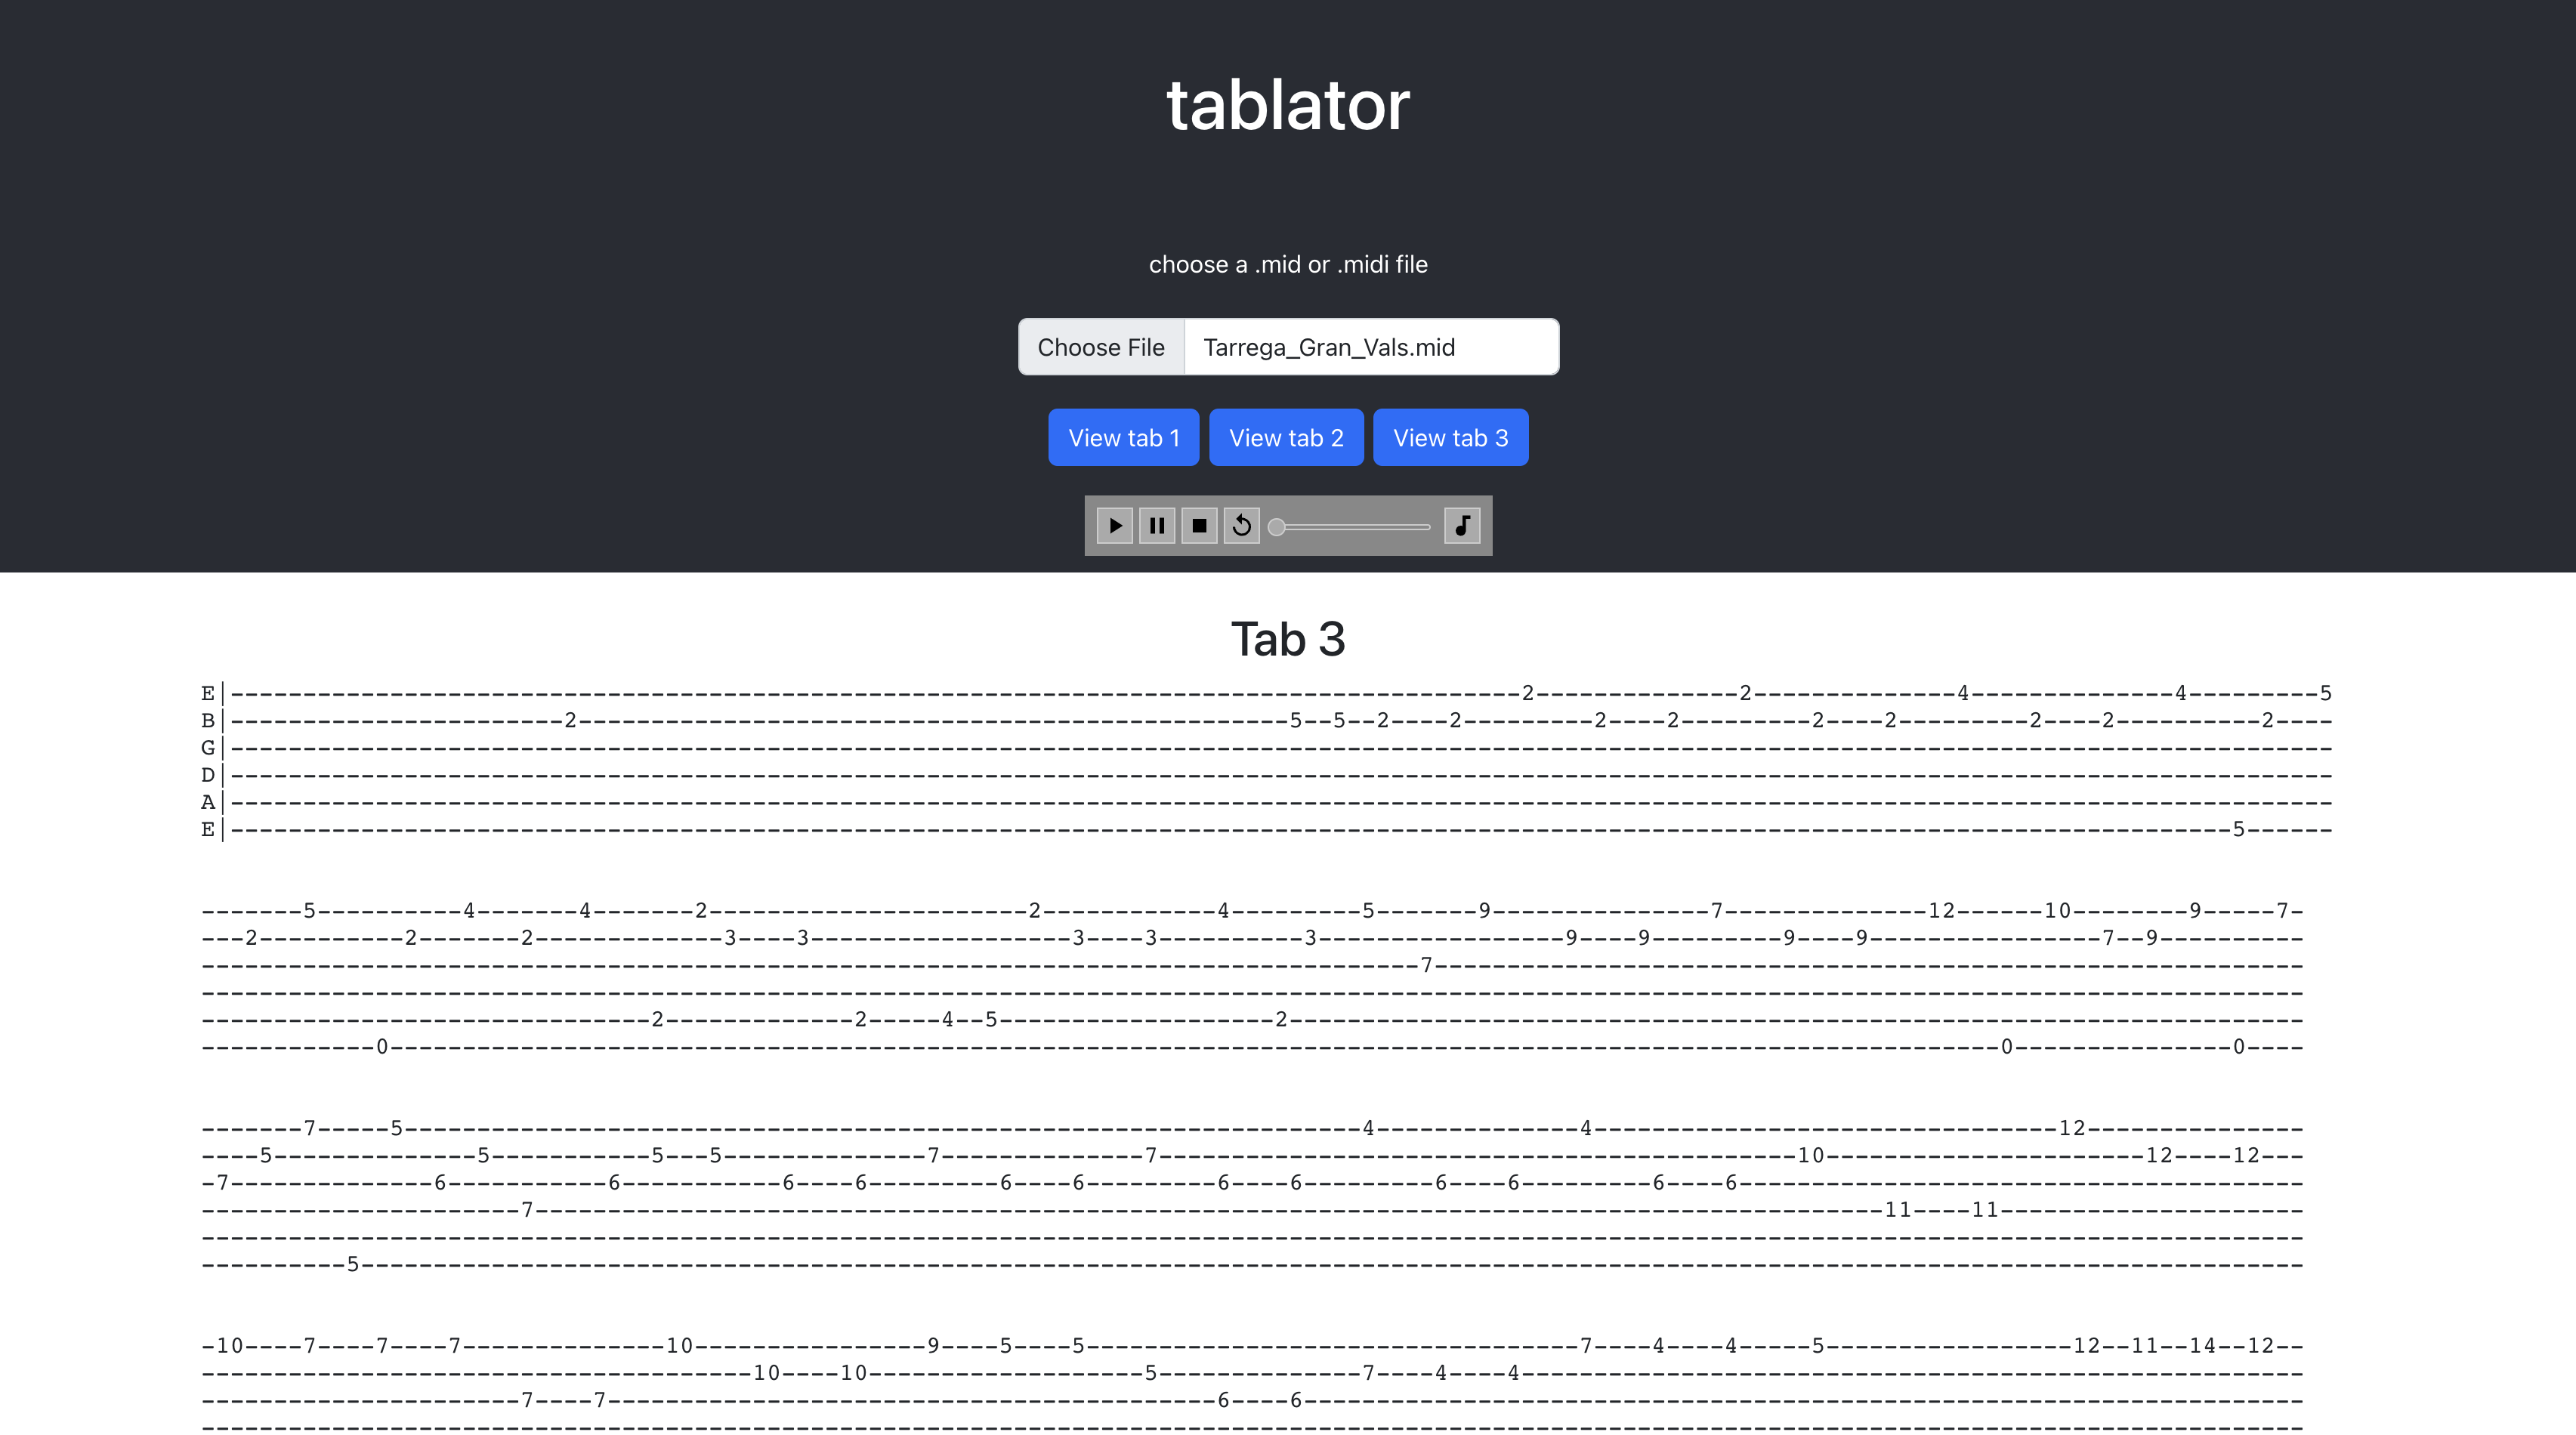 tablator
choose a .mid or .midi file
Choose File Tarrega_Gran_Vals.mid
View tab 1 View tab 2 View tab 3
Tab 3
E|-----------------------------------------------------------------------------------------2--------------2--------------4--------------4---------5
B|-----------------------2-------------------------------------------------5--5--2----2---------2----2---------2----2---------2----2----------2----
G|-------------------------------------------------------------------------------------------------------------------------------------------------
D|-------------------------------------------------------------------------------------------------------------------------------------------------
A|-------------------------------------------------------------------------------------------------------------------------------------------------
E|------------------------------------------------------------------------------------------------------------------------------------------5------
-------5----------4-------4-------2----------------------2------------4---------5-------9---------------7--------------12------10--------9-----7-
---2----------2-------2-------------3----3------------------3----3----------3-----------------9----9---------9----9----------------7--9----------
------------------------------------------------------------------------------------7------------------------------------------------------------
-------------------------------------------------------------------------------------------------------------------------------------------------
-------------------------------2-------------2-----4--5-------------------2----------------------------------------------------------------------
------------0---------------------------------------------------------------------------------------------------------------0---------------0----
-------7-----5------------------------------------------------------------------4--------------4--------------------------------12---------------
----5--------------5-----------5---5--------------7--------------7--------------------------------------------10----------------------12----12---
-7--------------6-----------6-----------6----6---------6----6---------6----6---------6----6---------6----6---------------------------------------
----------------------7---------------------------------------------------------------------------------------------11----11---------------------
-------------------------------------------------------------------------------------------------------------------------------------------------
----------5--------------------------------------------------------------------------------------------------------------------------------------
-10----7----7----7--------------10----------------9----5----5----------------------------------7----4----4-----5-----------------12--11--14--12--
--------------------------------------10----10-------------------5--------------7----4----4------------------------------------------------------
----------------------7----7------------------------------------------6----6---------------------------------------------------------------------
-------------------------------------------------------------------------------------------------------------------------------------------------